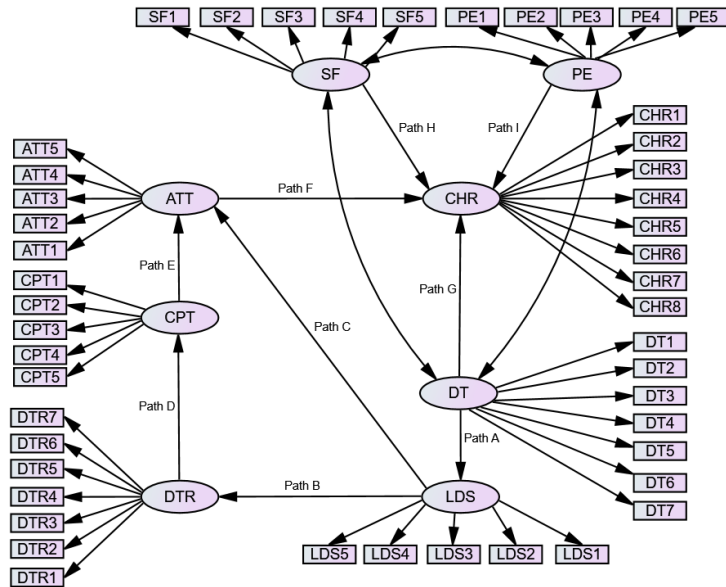 SF1
SF2
SF3
SF4
SF5
PE1
PE2
PE3
PE4
PE5
SF
PE
Path H
Path I
CHR1
CHR2
CHR3
CHR4
CHR5
CHR6
CHR7
CHR8
ATT5
ATT4
ATT3
ATT2
ATT1
ATT
Path F
CHR
Path E
Path G
CPT1
CPT2
CPT3
CPT4
CPT5
CPT
Path C
DT1
DT2
DT3
DT4
DT5
DT6
DT7
DT
Path D
Path A
DTR7
DTR6
DTR5
DTR4
DTR3
DTR2
DTR1
DTR
Path B
LDS
LDS5
LDS4
LDS3
LDS2
LDS1